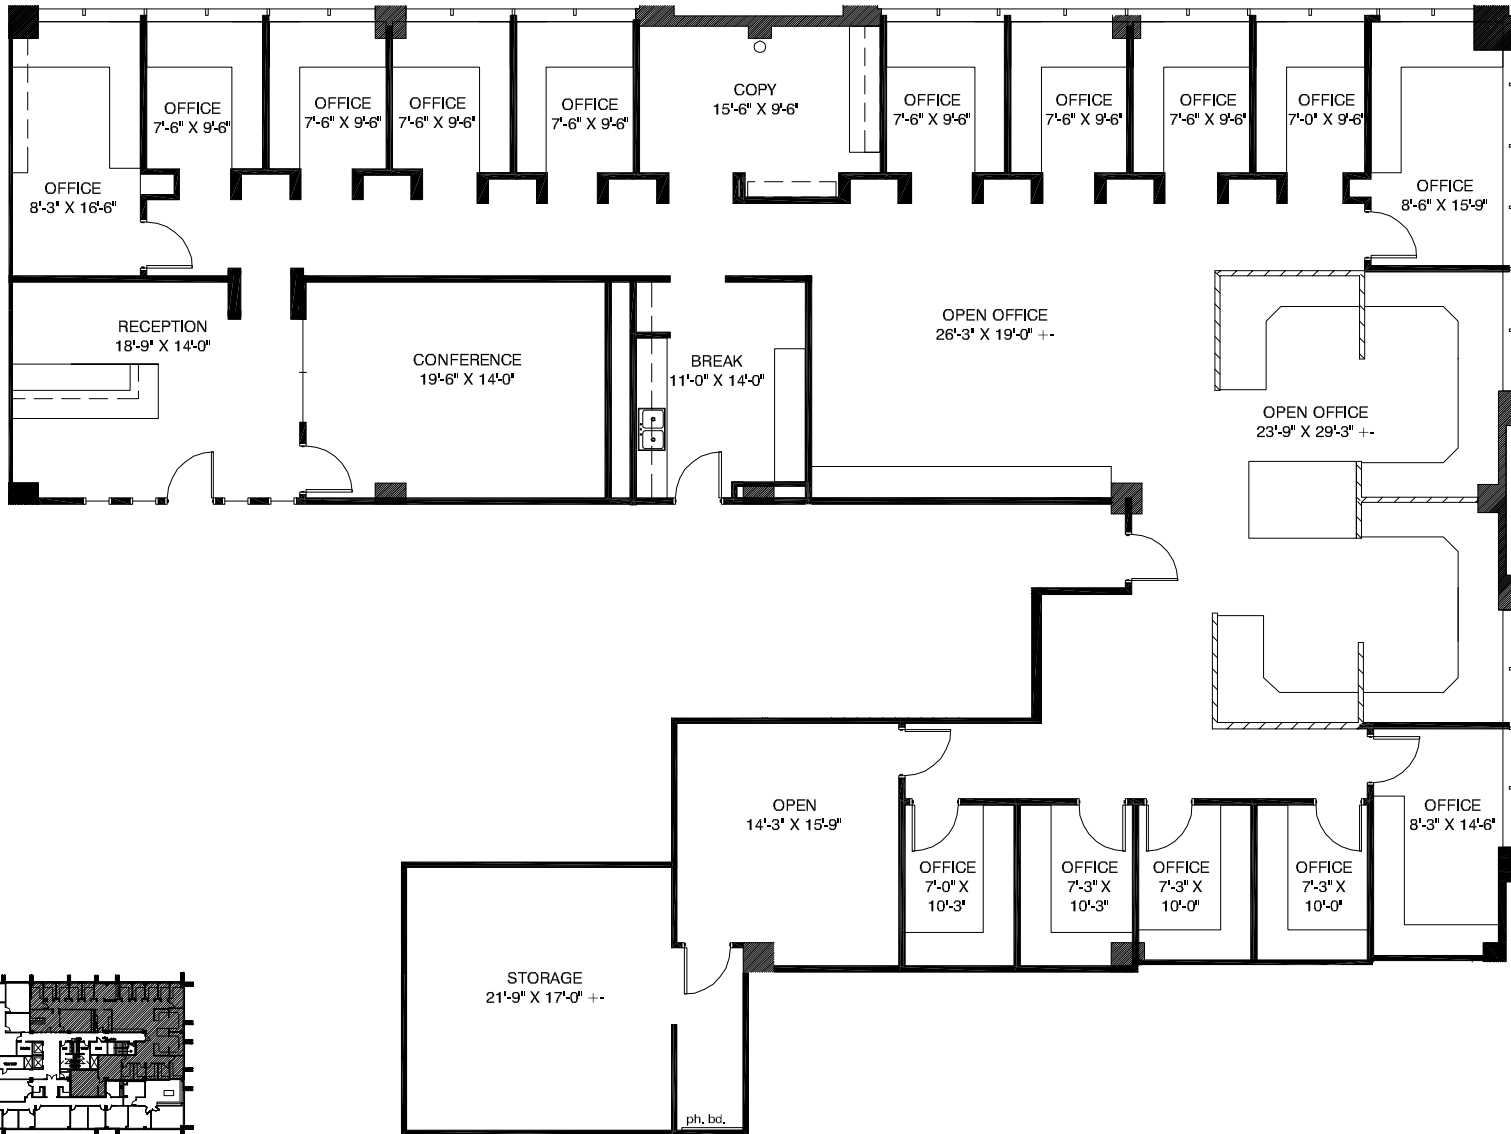 OFFICE
8'-3" X 16'-6"
OFFICE
7'-6" X 9'-6"
OFFICE
7'-6" X 9'-6"
OFFICE
7'-6" X 9'-6"
OFFICE
7'-6" X 9'-6"
COPY
15'-6" X 9'-6"
OFFICE
7'-6" X 9'-6"
OFFICE
7'-6" X 9'-6"
OFFICE
7'-6" X 9'-6"
OFFICE
7'-0" X 9'-6"
OFFICE
8'-6" X 15'-9"
RECEPTION
18'-9" X 14'-0"
CONFERENCE
19'-6" X 14'-0"
BREAK
11'-0" X 14'-0"
OPEN OFFICE
26'-3" X 19'-0" +-
OPEN OFFICE
23'-9" X 29'-3" +-
OPEN
14'-3" X 15'-9"
OFFICE
7'-0" X
10'-3"
OFFICE
7'-3" X
10'-3"
OFFICE
7'-3" X
10'-0"
OFFICE
7'-3" X
10'-0"
OFFICE
8'-3" X 14'-6"
STORAGE
21'-9" X 17'-0" +-
ph. bd.